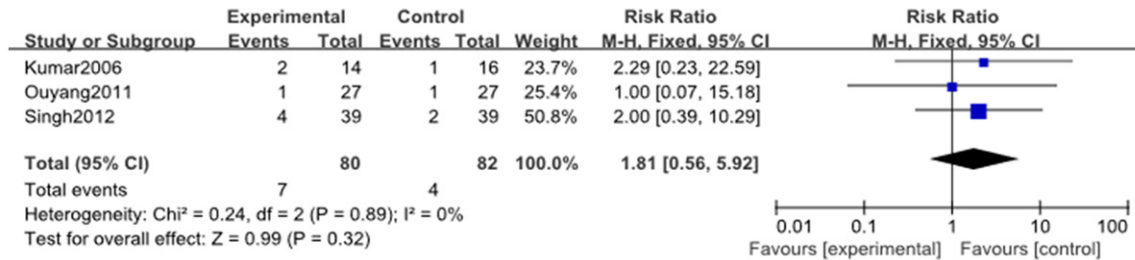 Experimental Control Risk Ratio Risk Ratio
Study or Subgroup Events Total Events Total Weight M-H, Fixed, 95% CI M-H, Fixed, 95% CI
Kumar2006 2 14 1 16 23.7% 2.29 [0.23, 22.59]
Ouyang2011 1 27 1 27 25.4% 1.00 [0.07, 15.18]
Singh2012 4 39 2 39 50.8% 2.00 [0.39, 10.29]
Total (95% CI) 80 82 100.0% 1.81 [0.56, 5.92]
Total events 7 4
Heterogeneity: Chi² = 0.24, df = 2 (P = 0.89); I² = 0%
Test for overall effect: Z = 0.99 (P = 0.32)
0.01 0.1 1 10 100
Favours [experimental] Favours [control]